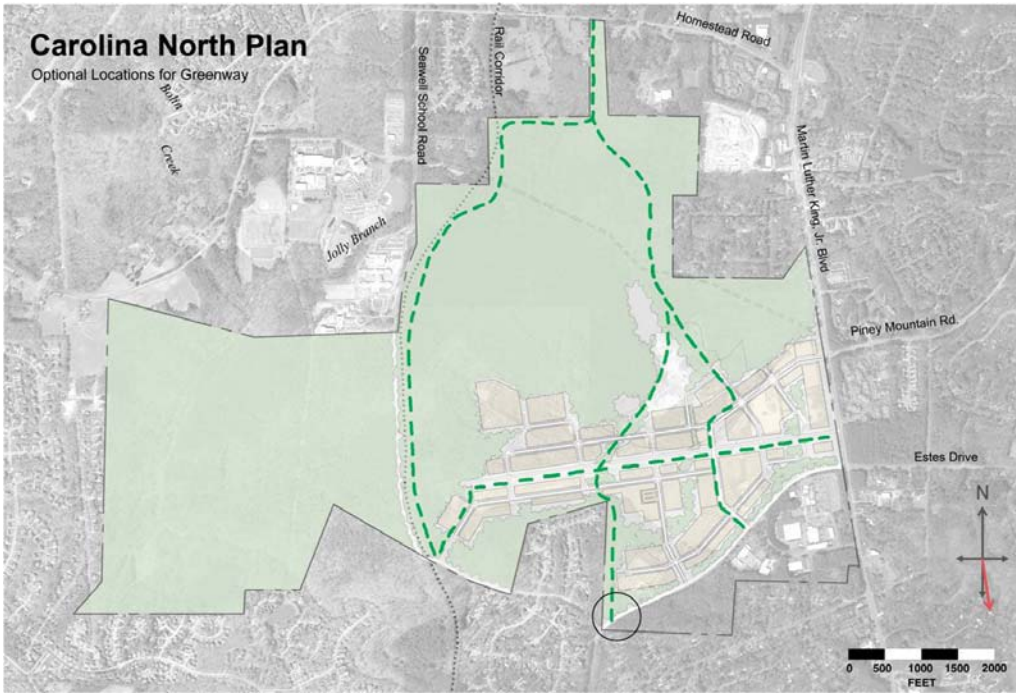 Carolina North Plan
Optional Locations for Greenway
Homestead Road
Rail Corridor
Seawell School Road
Bolin
Creek
Jolly Branch
Martin Luther King, Jr. Blvd
Piney Mountain Rd.
Estes Drive
N
0 500 1000 1500 2000
FEET